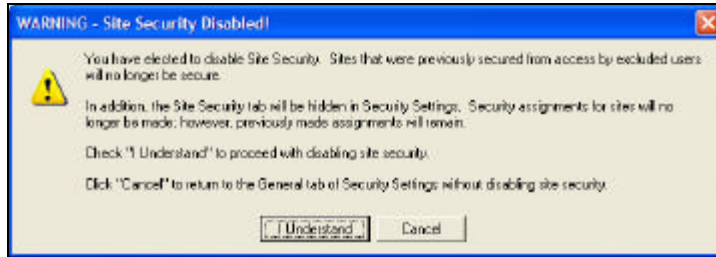 WARNING - Site Security Disabled!
You have elected to disable Site Security. Sites that were previously secured from access by excluded users
will no longer be secure.
In addition, the Site Security tab will be hidden in Security Settings. Security assignments for sites will no
longer be made; however, previously made assignments will remain.
Check "I Understand" to proceed with disabling site security.
Click "Cancel" to return to the General tab of Security Settings without disabling site security.
I Understand Cancel